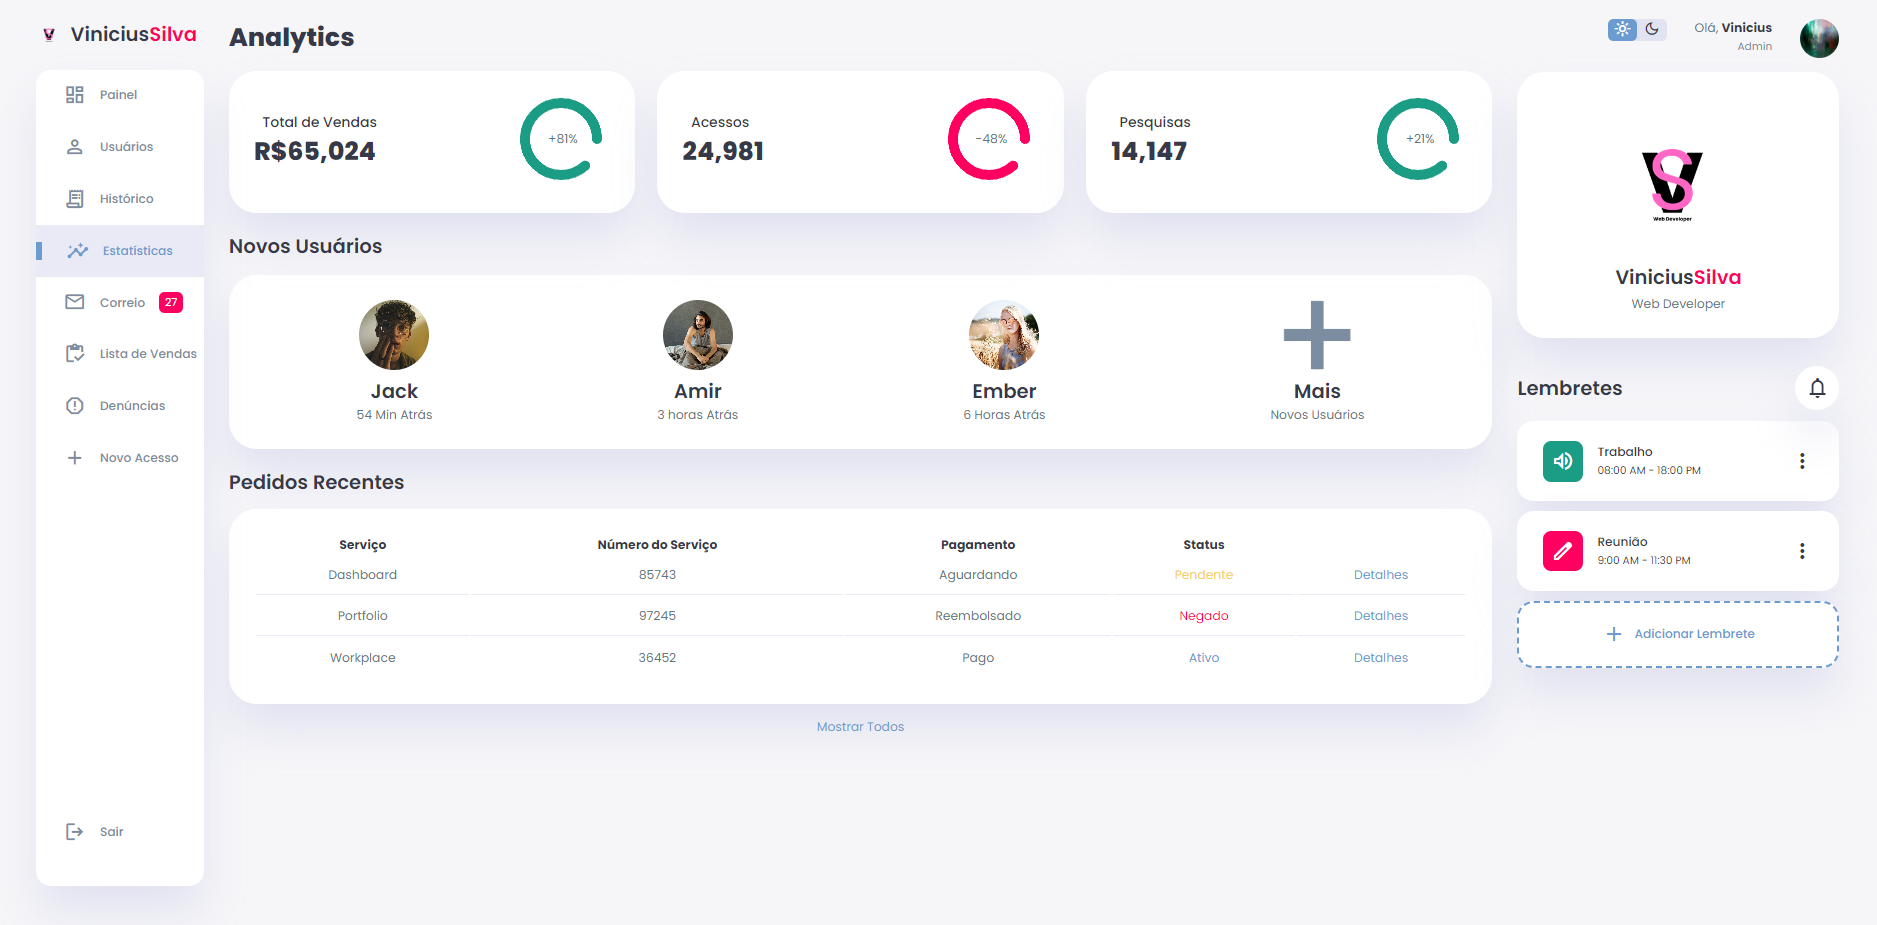 ViniciusSilva
Painel
Usuários
Histórico
Estatísticas
Correio 27
Lista de Vendas
Denúncias
Novo Acesso
Sair
Analytics
Total de Vendas
R$65,024
+81%
Acessos
24,981
-48%
Pesquisas
14,147
+21%
Novos Usuários
Jack
54 Min Atrás
Amir
3 horas Atrás
Ember
6 Horas Atrás
Mais
Novos Usuários
Pedidos Recentes
Serviço Número do Serviço Pagamento Status
Dashboard 85743 Aguardando Pendente Detalhes
Portfolio 97245 Reembolsado Negado Detalhes
Workplace 36452 Pago Ativo Detalhes
Mostrar Todos
Olá, Vinicius
Admin
VS
Web Developer
ViniciusSilva
Web Developer
Lembretes
Trabalho
08:00 AM - 18:00 PM
Reunião
9:00 AM - 11:30 PM
Adicionar Lembrete